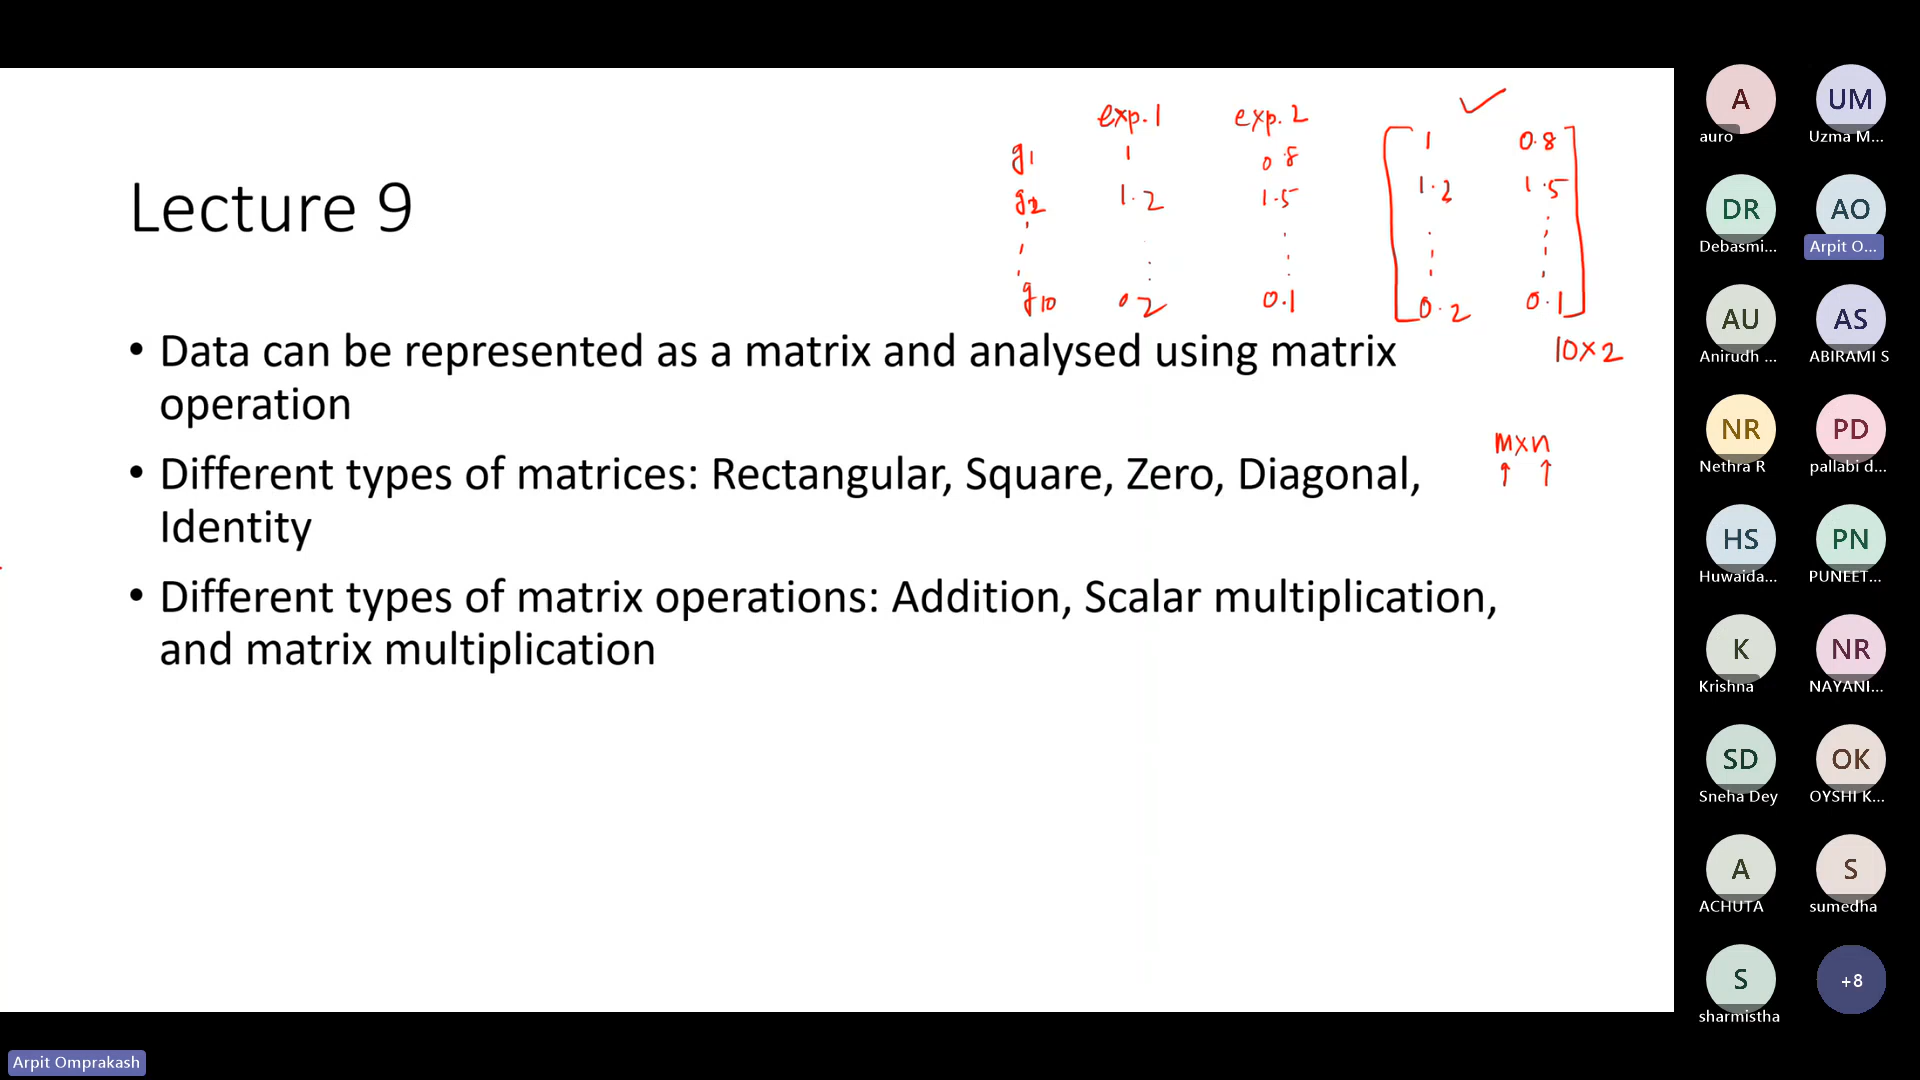 exp.1 exp.2
g1 1 0.8
g2 1.2 1.5
g10 0.2 0.1
1 0.8
1.2 1.5
0.2 0.1
10×2
Lecture 9
• Data can be represented as a matrix and analysed using matrix
operation
m×n
• Different types of matrices: Rectangular, Square, Zero, Diagonal,
Identity
• Different types of matrix operations: Addition, Scalar multiplication,
and matrix multiplication
A UM
auro Uzma M...
DR AO
Debasmi... Arpit O...
AU AS
Anirudh ... ABIRAMI S
NR PD
Nethra R pallabi d...
HS PN
Huwaida... PUNEET...
K NR
Krishna NAYANI...
SD OK
Sneha Dey OYSHI K...
A S
ACHUTA sumedha
S +8
sharmistha
Arpit Omprakash